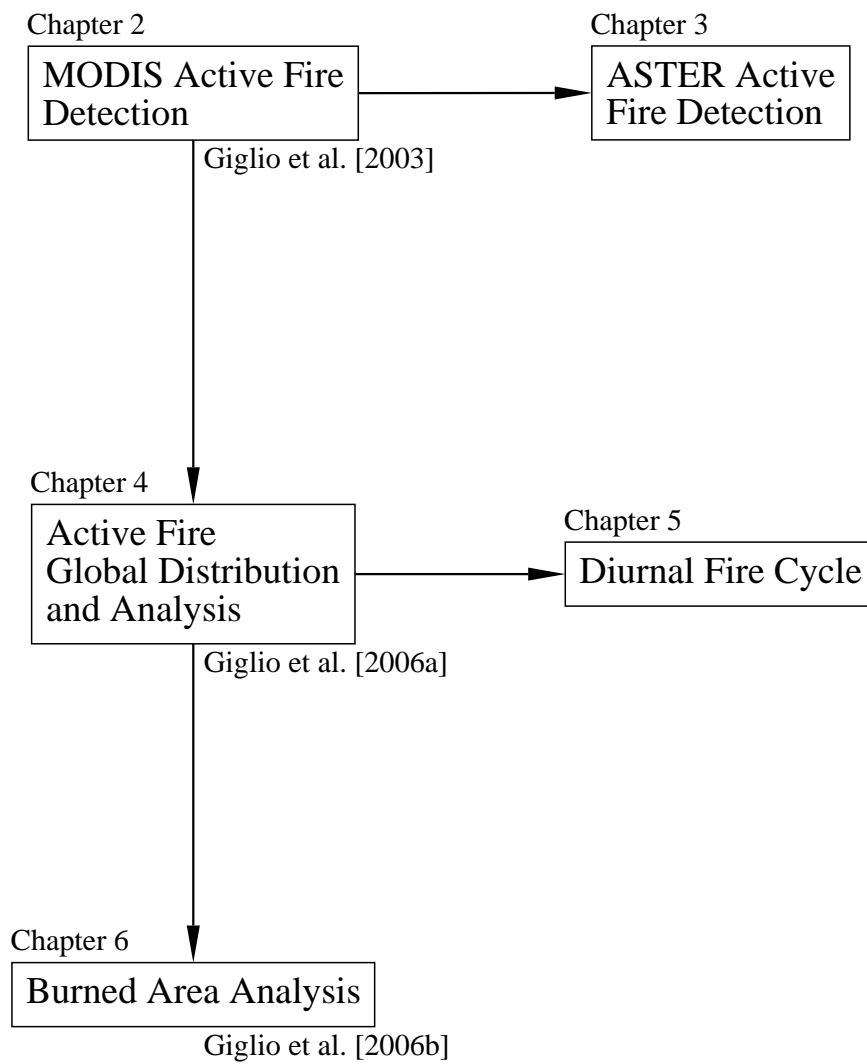 Chapter 2
MODIS Active Fire
Detection
Giglio et al. [2003]
Chapter 3
ASTER Active
Fire Detection
Chapter 4
Active Fire
Global Distribution
and Analysis
Giglio et al. [2006a]
Chapter 5
Diurnal Fire Cycle
Chapter 6
Burned Area Analysis
Giglio et al. [2006b]